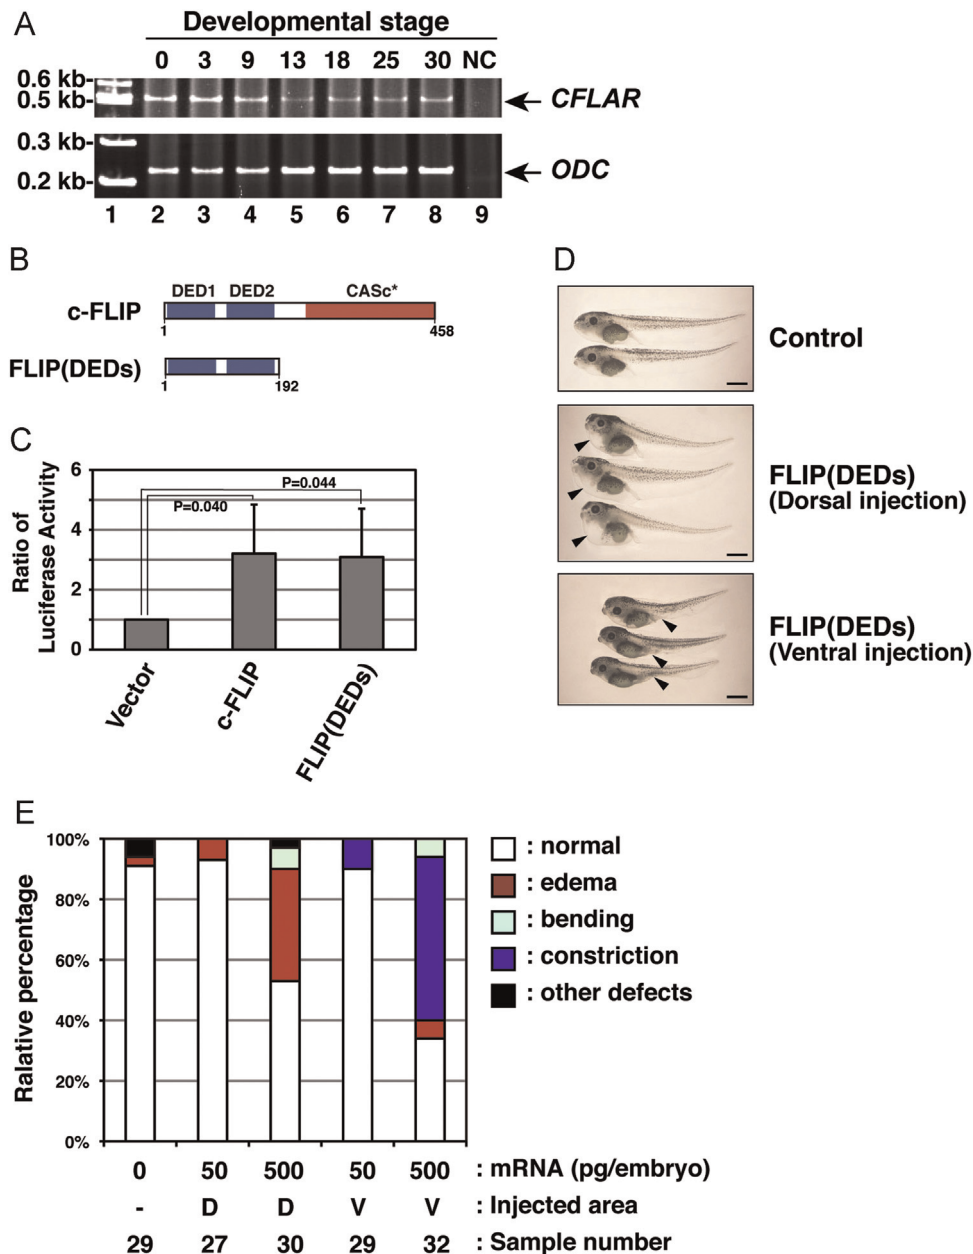 A
Developmental stage
0 3 9 13 18 25 30 NC
0.6 kb-
0.5 kb-
CFLAR
0.3 kb-
0.2 kb-
ODC
1 2 3 4 5 6 7 8 9
B
DED1 DED2 CASc*
c-FLIP
1 458
FLIP(DEDs)
1 192
C
Ratio of
Luciferase Activity
6
4
2
0
P=0.044
P=0.040
Vector
c-FLIP
FLIP(DEDs)
D
Control
FLIP(DEDs)
(Dorsal injection)
FLIP(DEDs)
(Ventral injection)
E
Ralative percentage
100%
80%
60%
40%
20%
0%
: normal
: edema
: bending
: constriction
: other defects
0 50 500 50 500 : mRNA (pg/embryo)
- D D V V : Injected area
29 27 30 29 32 : Sample number